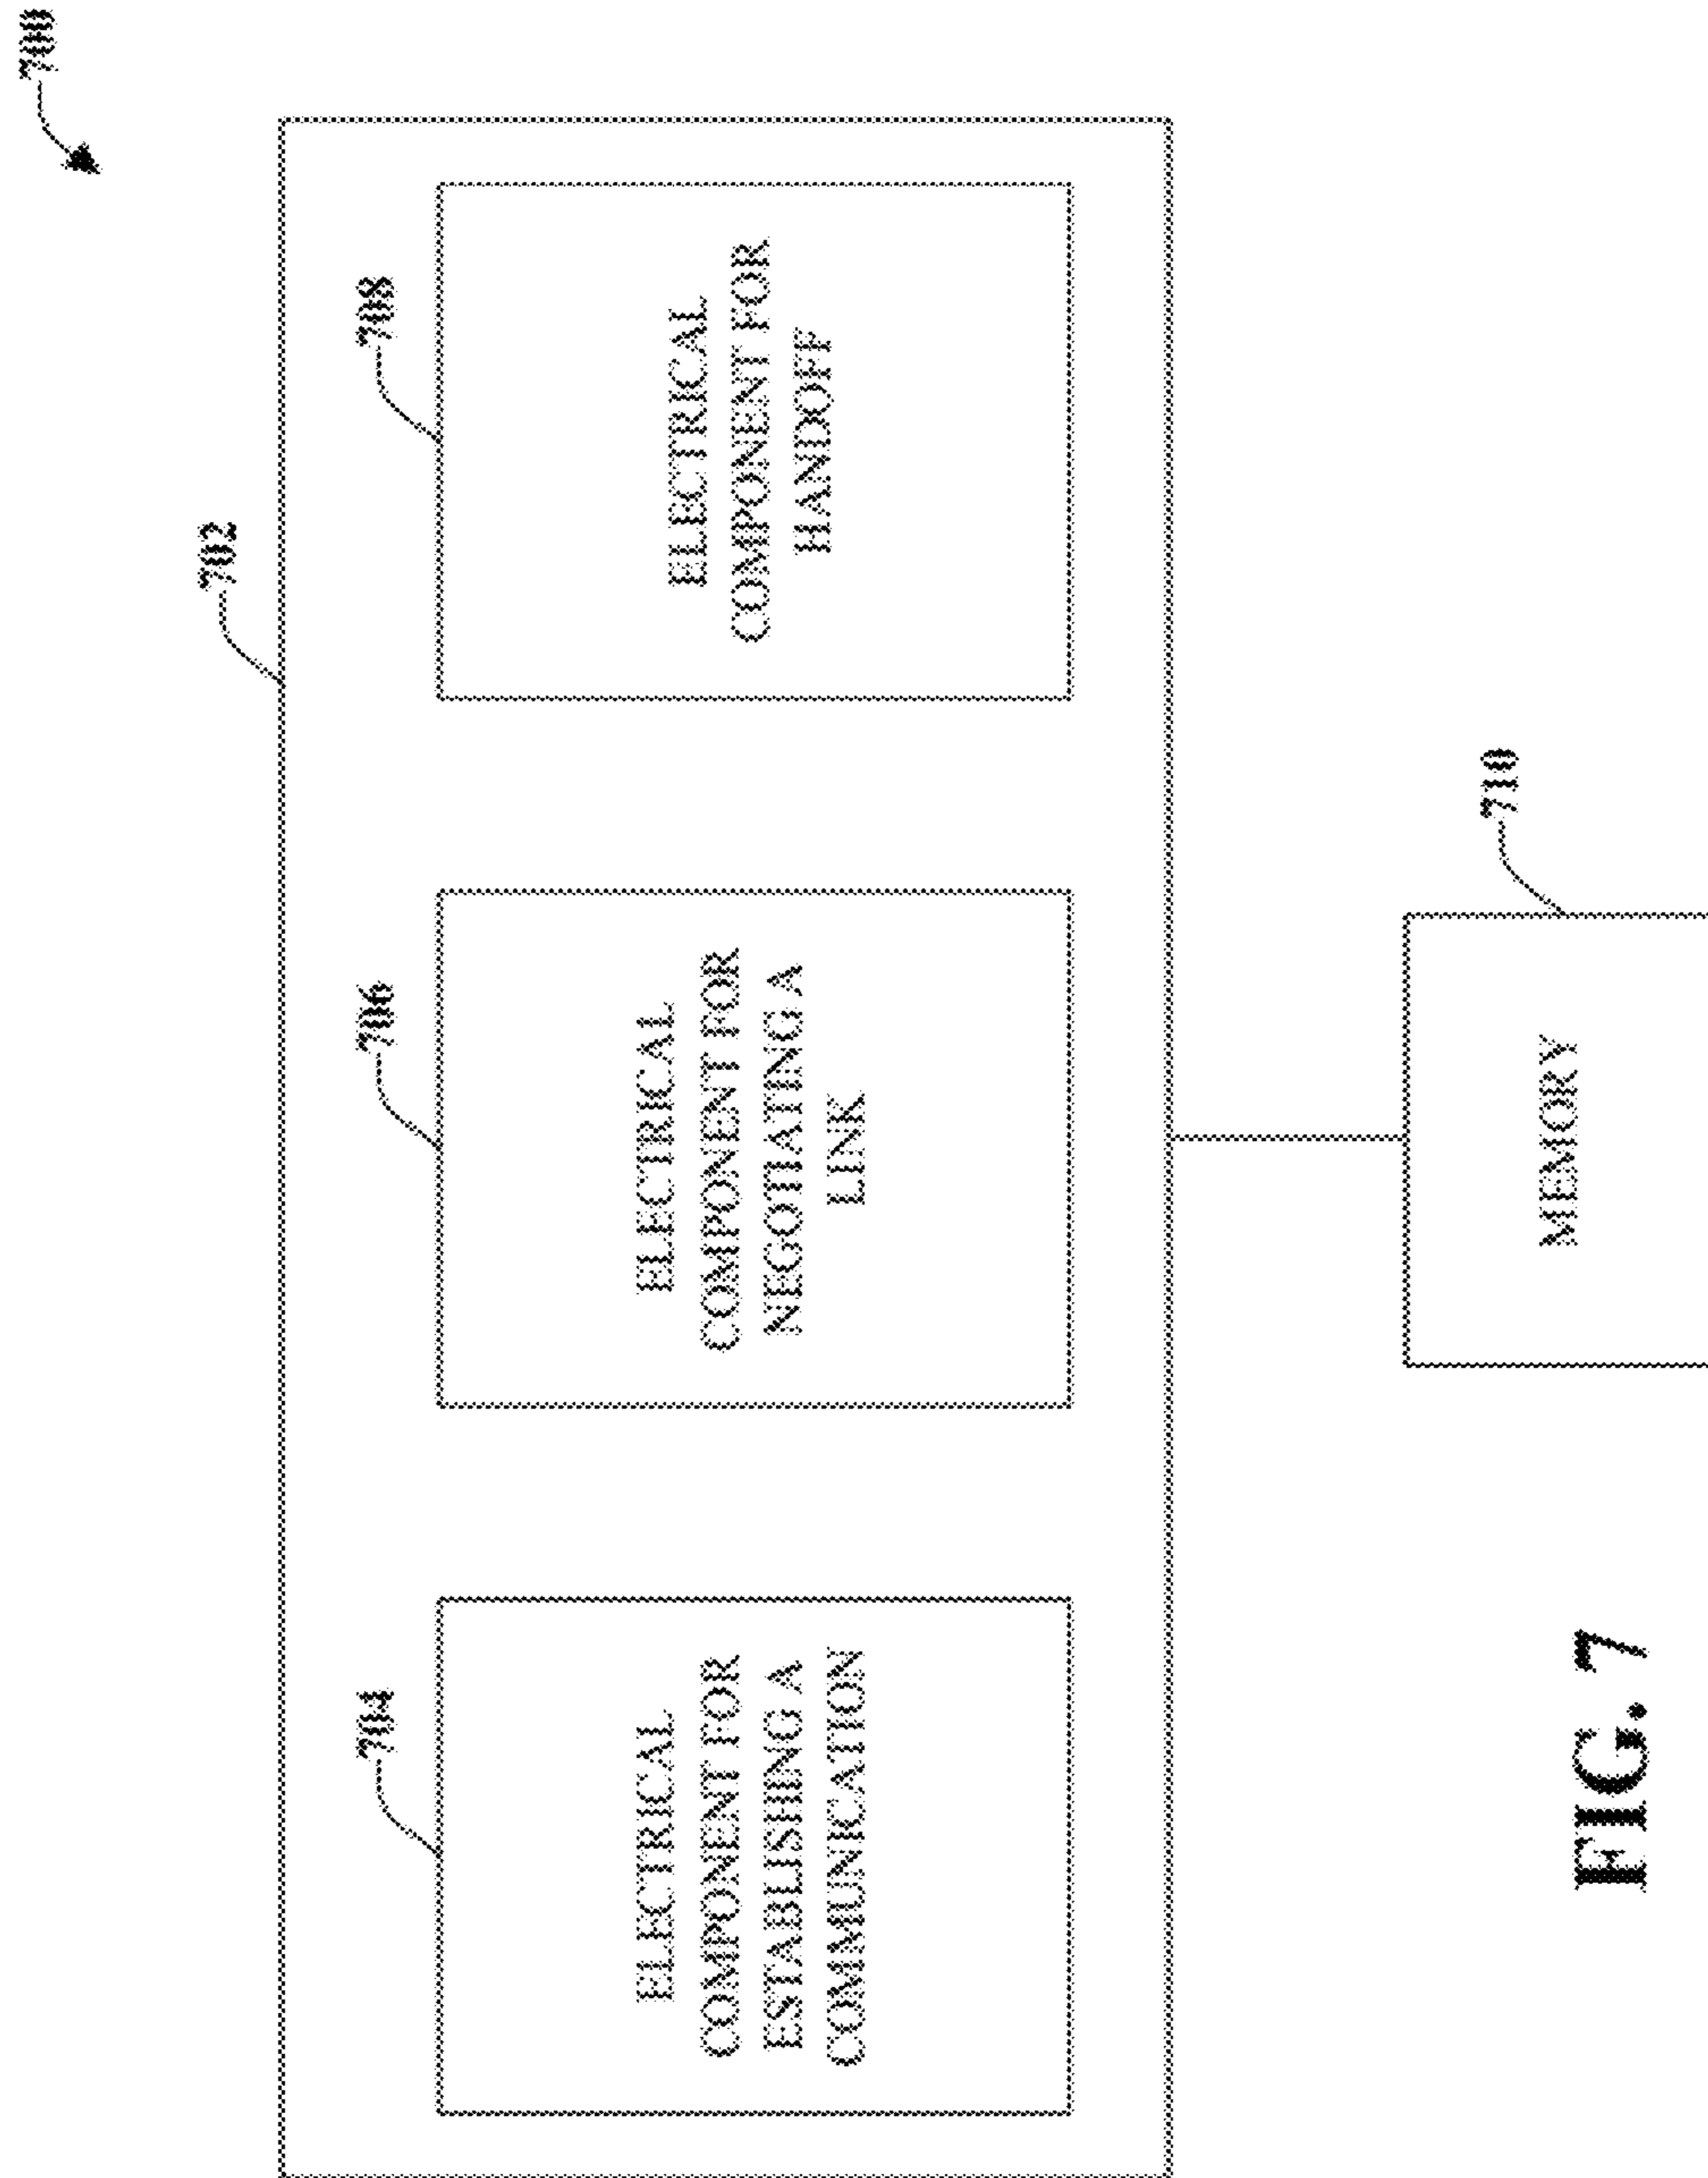 700
702
704
ELECTRICAL
COMPONENT FOR
ESTABLISHING A
COMMUNICATION
706
ELECTRICAL
COMPONENT FOR
NEGOTIATING A
LINK
708
ELECTRICAL
COMPONENT FOR
HANDOFF
710
MEMORY
FIG. 7